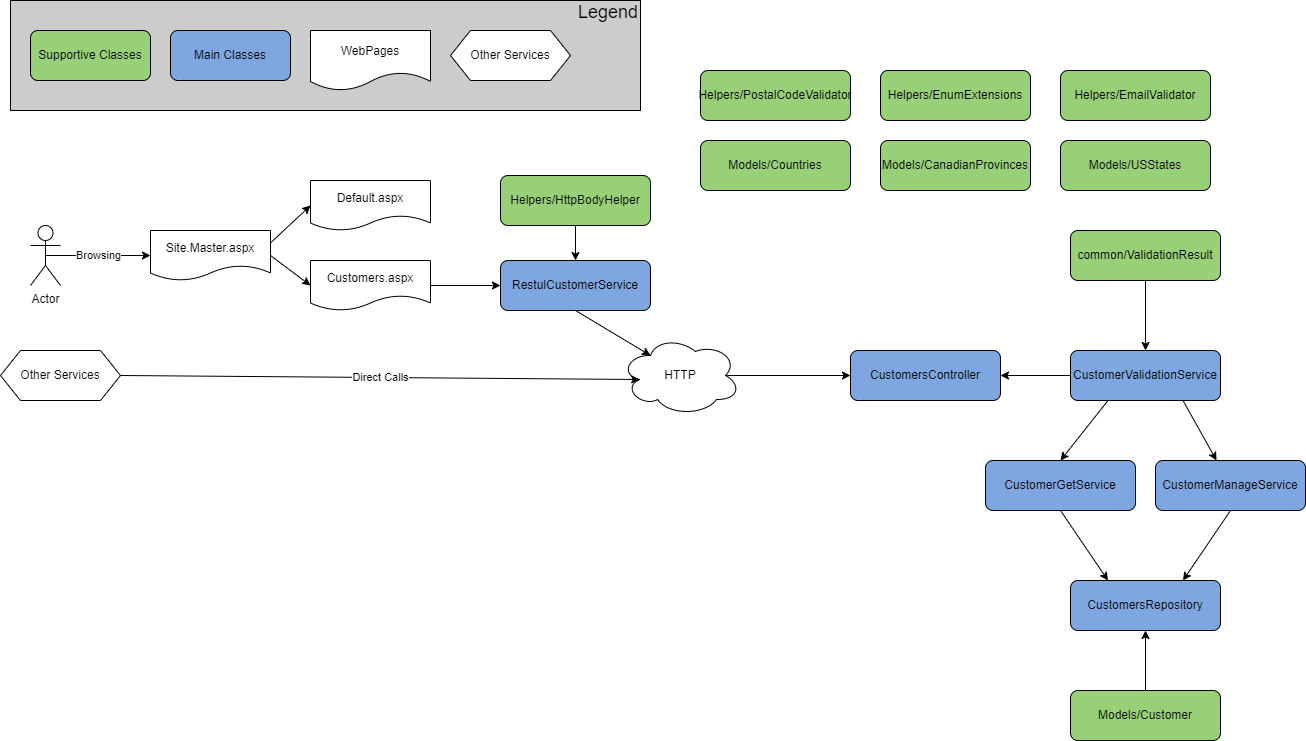 Legend
Supportive Classes
Main Classes
WebPages
Other Services
Helpers/PostalCodeValidator
Helpers/EnumExtensions
Helpers/EmailValidator
Models/Countries
Models/CanadianProvinces
Models/USStates
Default.aspx
Helpers/HttpBodyHelper
Site.Master.aspx
Browsing
Actor
Customers.aspx
RestulCustomerService
common/ValidationResult
Other Services
Direct Calls
HTTP
CustomersController
CustomerValidationService
CustomerGetService
CustomerManageService
CustomersRepository
Models/Customer